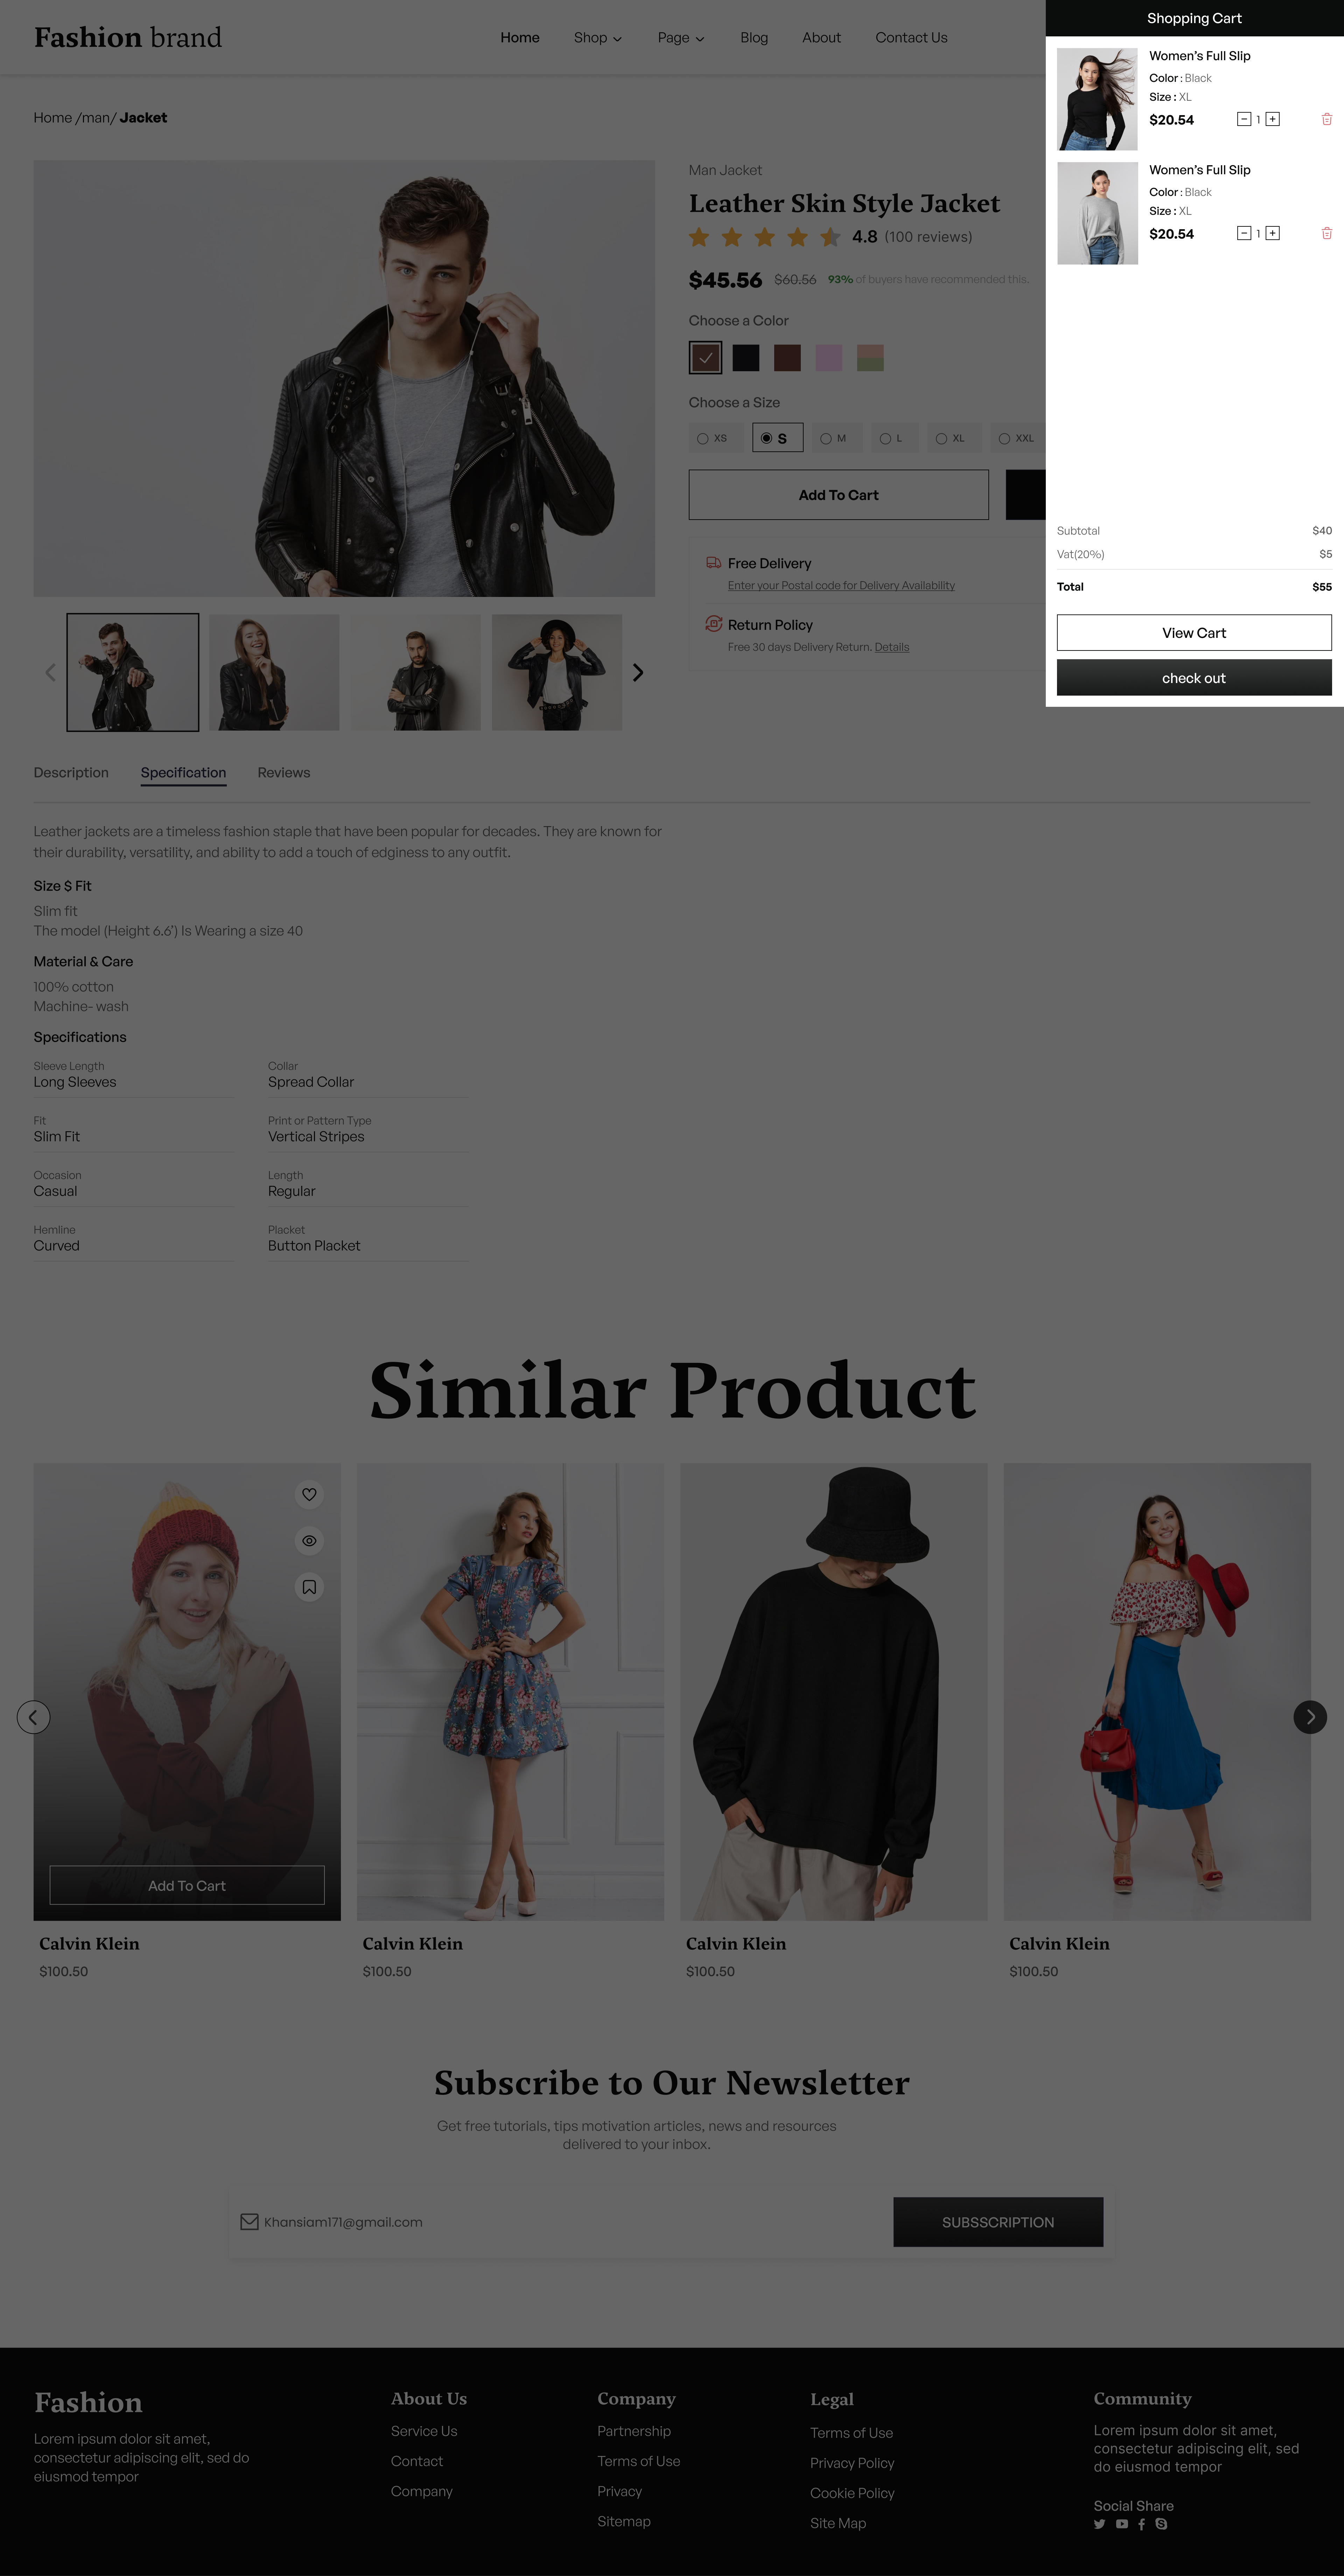 Fashion brand
Home Shop Page Blog About Contact Us
Home /man/ Jacket
Man Jacket
Leather Skin Style Jacket
4.8 (100 reviews)
$45.56 $60.56 93% of buyers have recommended this.
Choose a Color
Choose a Size
XS S M L XL XXL
Add To Cart
Free Delivery
Enter your Postal code for Delivery Availability
Return Policy
Free 30 days Delivery Return. Details
Shopping Cart
Women’s Full Slip
Color : Black
Size : XL
$20.54 1
Women’s Full Slip
Color : Black
Size : XL
$20.54 1
Subtotal $40
Vat(20%) $5
Total $55
View Cart
check out
Description Specification Reviews
Leather jackets are a timeless fashion staple that have been popular for decades. They are known for
their durability, versatility, and ability to add a touch of edginess to any outfit.
Size $ Fit
Slim fit
The model (Height 6.6’) Is Wearing a size 40
Material & Care
100% cotton
Machine- wash
Specifications
Sleeve Length Collar
Long Sleeves Spread Collar
Fit Print or Pattern Type
Slim Fit Vertical Stripes
Occasion Length
Casual Regular
Hemline Placket
Curved Button Placket
Similar Product
Add To Cart
Calvin Klein Calvin Klein Calvin Klein Calvin Klein
$100.50 $100.50 $100.50 $100.50
Subscribe to Our Newsletter
Get free tutorials, tips motivation articles, news and resources
delivered to your inbox.
Khansiam171@gmail.com SUBSSCRIPTION
Fashion
Lorem ipsum dolor sit amet,
consectetur adipiscing elit, sed do
eiusmod tempor
About Us
Service Us
Contact
Company
Company
Partnership
Terms of Use
Privacy
Sitemap
Legal
Terms of Use
Privacy Policy
Cookie Policy
Site Map
Community
Lorem ipsum dolor sit amet,
consectetur adipiscing elit, sed
do eiusmod tempor
Social Share